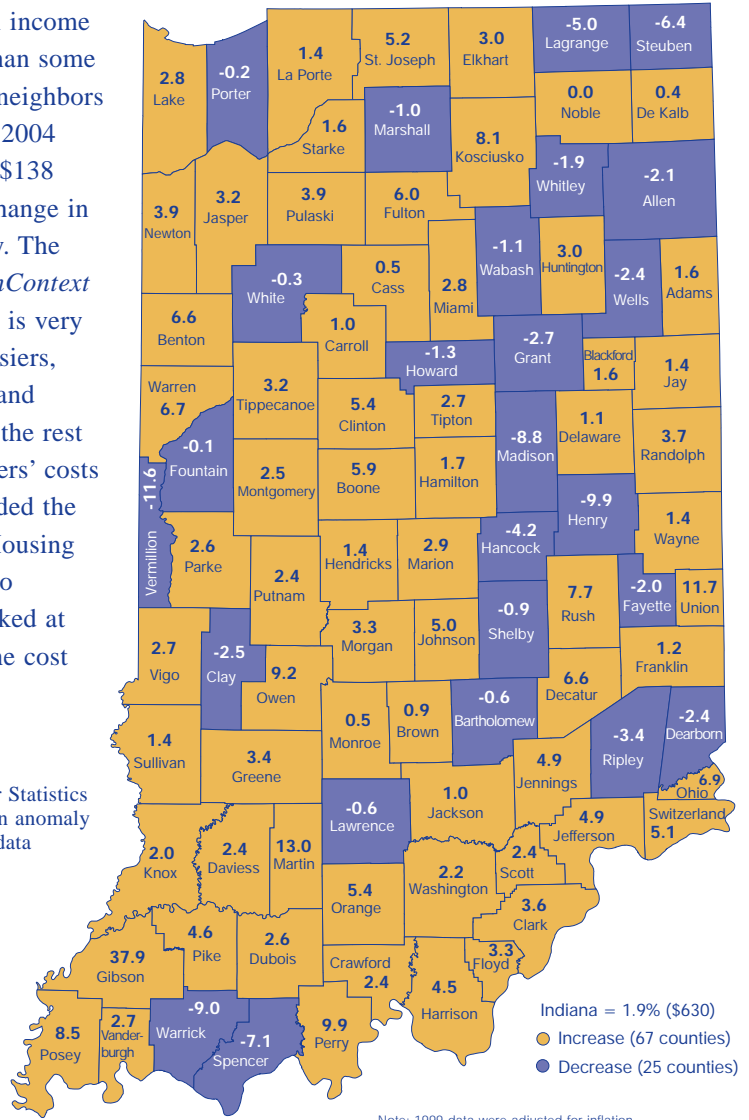 income
han some
neighbors
2004
$138
hange in
y. The
nContext
is very
siers,
and
the rest
ers' costs
ded the
Housing
o
ked at
ne cost
r Statistics
n anomaly
data
2.8
Lake
-0.2
Porter
1.4
La Porte
5.2
St. Joseph
3.0
Elkhart
-5.0
Lagrange
-6.4
Steuben
1.6
Starke
-1.0
Marshall
8.1
Kosciusko
0.0
Noble
0.4
De Kalb
-1.9
Whitley
-2.1
Allen
3.9
Newton
3.2
Jasper
3.9
Pulaski
6.0
Fulton
-0.3
White
0.5
Cass
2.8
Miami
-1.1
Wabash
3.0
Huntington
-2.4
Wells
1.6
Adams
6.6
Benton
1.0
Carroll
-1.3
Howard
-2.7
Grant
Blackford
1.6
1.4
Jay
Warren
6.7
3.2
Tippecanoe
5.4
Clinton
2.7
Tipton
-8.8
Madison
1.1
Delaware
3.7
Randolph
-0.1
Fountain
2.5
Montgomery
5.9
Boone
1.7
Hamilton
-9.9
Henry
1.4
Wayne
Vermillion -11.6
2.6
Parke
2.4
Putnam
1.4
Hendricks
2.9
Marion
-4.2
Hancock
7.7
Rush
-2.0
Fayette
11.7
Union
2.7
Vigo
-2.5
Clay
9.2
Owen
3.3
Morgan
5.0
Johnson
-0.9
Shelby
6.6
Decatur
1.2
Franklin
1.4
Sullivan
3.4
Greene
0.5
Monroe
0.9
Brown
-0.6
Bartholomew
4.9
Jennings
-3.4
Ripley
-2.4
Dearborn
6.9
Ohio
Switzerland
5.1
2.0
Knox
2.4
Daviess
13.0
Martin
-0.6
Lawrence
1.0
Jackson
4.9
Jefferson
2.4
Scott
5.4
Orange
2.2
Washington
3.6
Clark
3.3
Floyd
37.9
Gibson
4.6
Pike
2.6
Dubois
Crawford
2.4
4.5
Harrison
8.5
Posey
2.7
Vander-
burgh
-9.0
Warrick
-7.1
Spencer
9.9
Perry
Indiana = 1.9% ($630)
Increase (67 counties)
Decrease (25 counties)
Note: 1999 data were adjusted for inflation